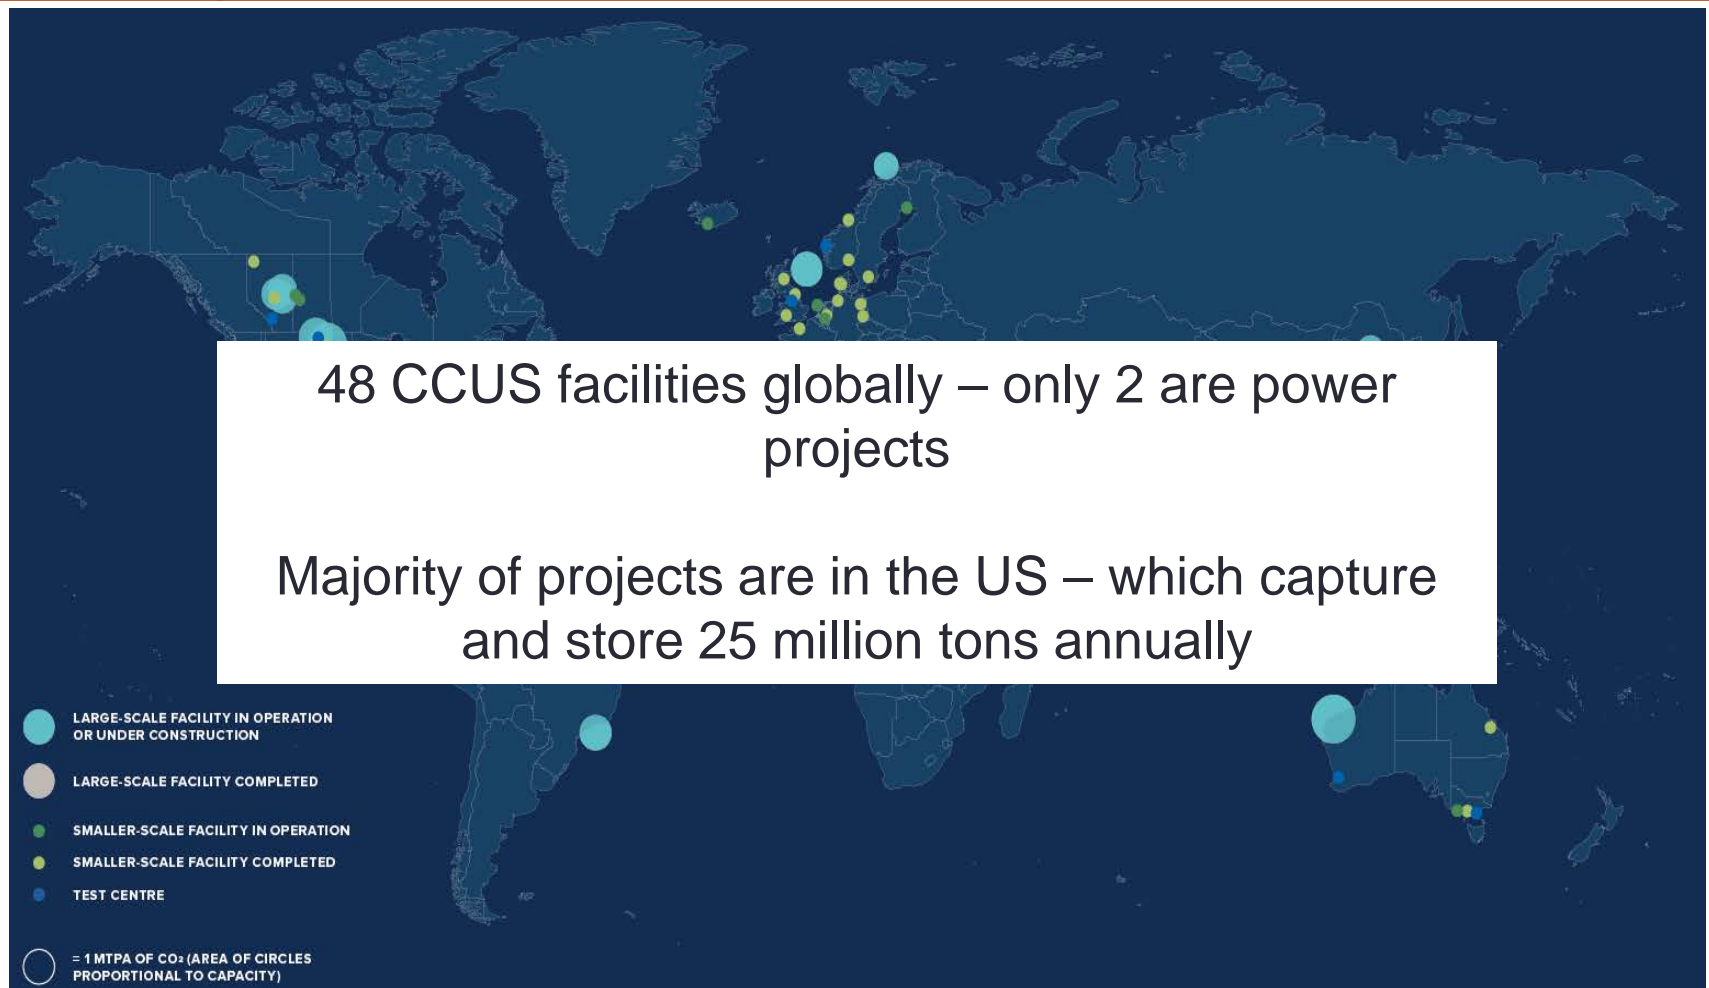 48 CCUS facilities globally – only 2 are power
projects
Majority of projects are in the US – which capture
and store 25 million tons annually
LARGE-SCALE FACILITY IN OPERATION
OR UNDER CONSTRUCTION
LARGE-SCALE FACILITY COMPLETED
SMALLER-SCALE FACILITY IN OPERATION
SMALLER-SCALE FACILITY COMPLETED
TEST CENTRE
= 1 MTPA OF CO₂ (AREA OF CIRCLES
PROPORTIONAL TO CAPACITY)